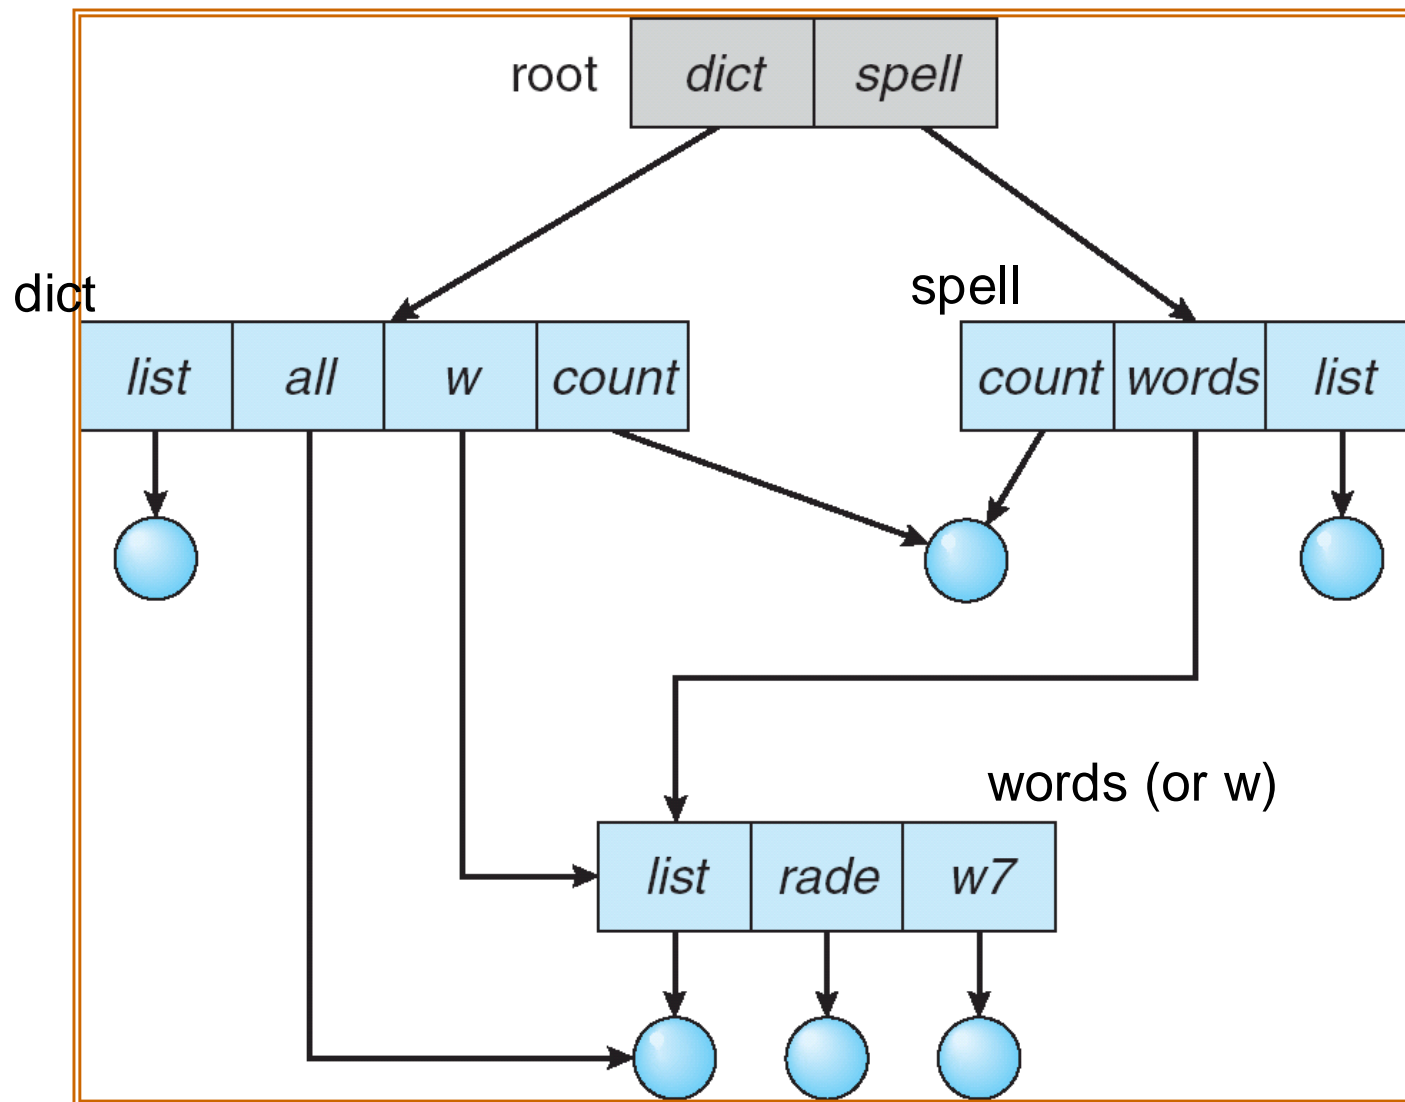 root dict spell
dict
spell
list all w count
count words list
words (or w)
list rade w7